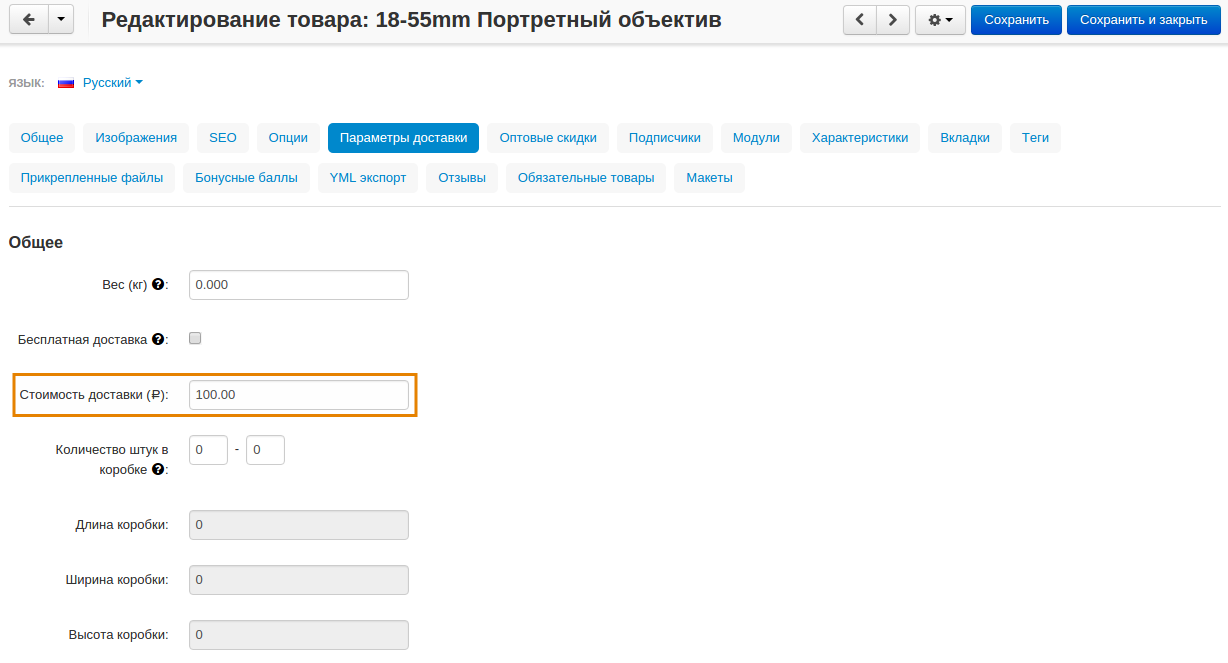 Редактирование товара: 18-55mm Портретный объектив
Сохранить
Сохранить и закрыть
ЯЗЫК: Русский
Общее Изображения SEO Опции Параметры доставки Оптовые скидки Подписчики Модули Характеристики Вкладки Теги
Прикрепленные файлы Бонусные баллы YML экспорт Отзывы Обязательные товары Макеты
Общее
Вес (кг) ?: 0.000
Бесплатная доставка ?:
Стоимость доставки (₽): 100.00
Количество штук в
коробке ?: 0 - 0
Длина коробки: 0
Ширина коробки: 0
Высота коробки: 0